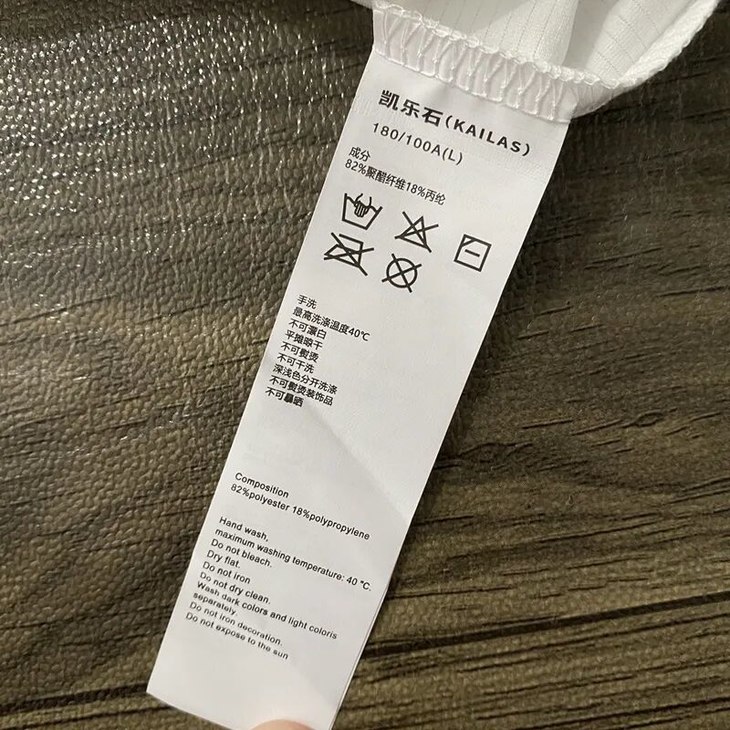 凯乐石(KAILAS)
180/100A(L)
成分
82%聚酯纤维18%丙纶
手洗
最高洗涤温度40℃
不可漂白
平摊晾干
不可熨烫
不可干洗
深浅色分开洗涤
不可熨烫装饰品
不可暴晒
Composition
82%polyester 18%polypropylene
Hand wash,
maximum washing temperature: 40 °C.
Do not bleach.
Dry flat.
Do not iron
Do not dry clean.
Wash dark colors and light coloris
separately.
Do not iron decoration.
Do not expose to the sun